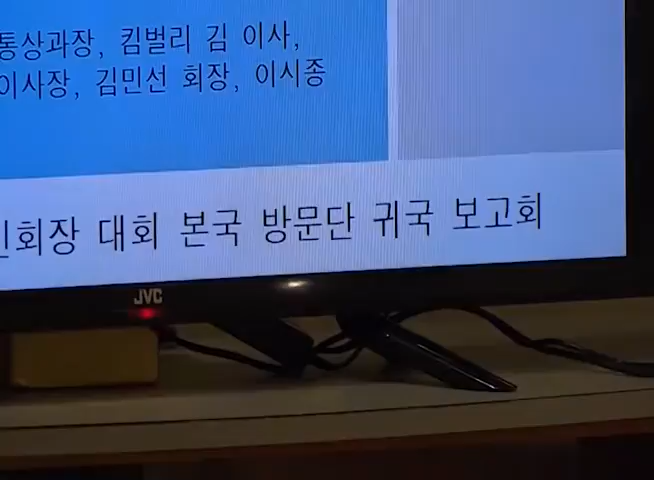 통상과장, 킴벌리 김 이사,
이사장, 김민선 회장, 이시종
회장 대회 본국 방문단 귀국 보고회
JVC